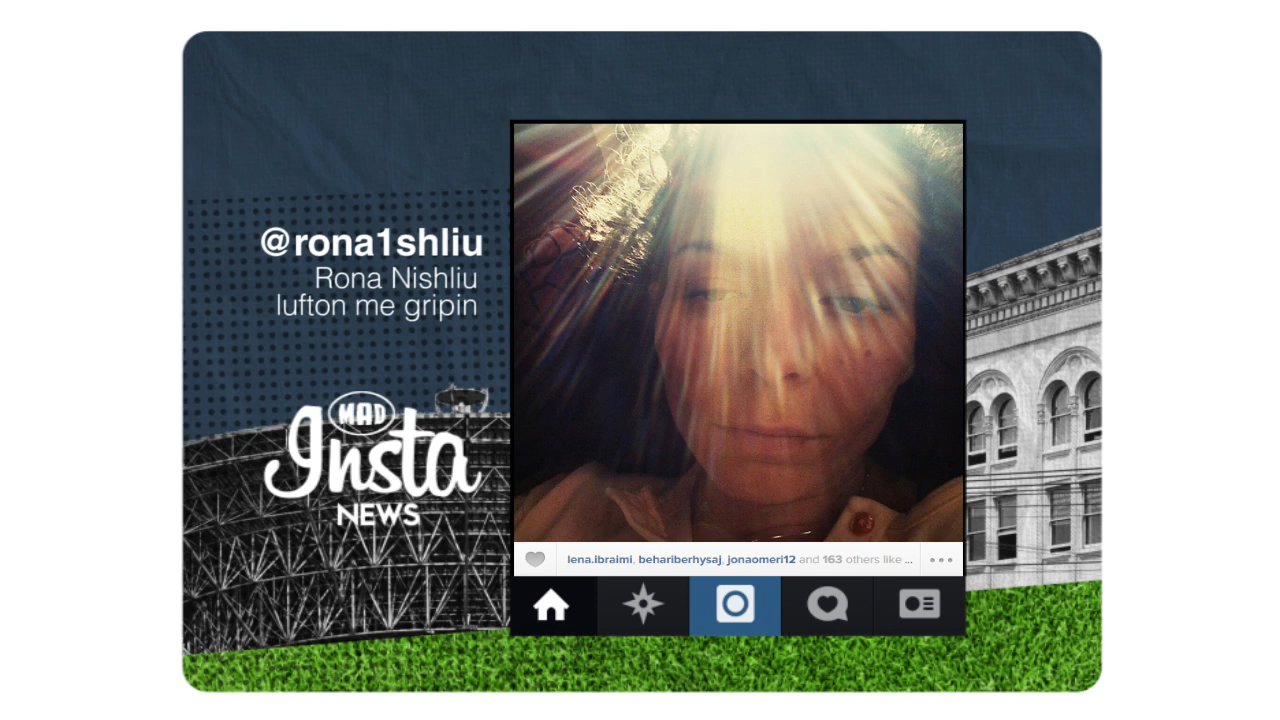 @rona1shliu
Rona Nishliu
lufton me gripin
MAD
Insta
NEWS
lena.ibraimi, behariberhysaj, jonaomeri12 and 163 others like ...